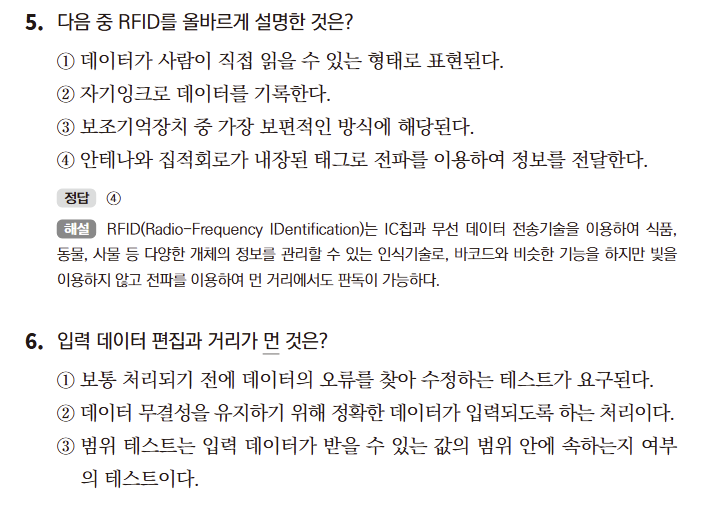 5. 다음 중 RFID를 올바르게 설명한 것은?
① 데이터가 사람이 직접 읽을 수 있는 형태로 표현된다.
② 자기잉크로 데이터를 기록한다.
③ 보조기억장치 중 가장 보편적인 방식에 해당된다.
④ 안테나와 집적회로가 내장된 태그로 전파를 이용하여 정보를 전달한다.
정답 ④
해설 RFID(Radio-Frequency IDentification)는 IC칩과 무선 데이터 전송기술을 이용하여 식품,
동물, 사물 등 다양한 개체의 정보를 관리할 수 있는 인식기술로, 바코드와 비슷한 기능을 하지만 빛을
이용하지 않고 전파를 이용하여 먼 거리에서도 판독이 가능하다.
6. 입력 데이터 편집과 거리가 먼 것은?
① 보통 처리되기 전에 데이터의 오류를 찾아 수정하는 테스트가 요구된다.
② 데이터 무결성을 유지하기 위해 정확한 데이터가 입력되도록 하는 처리이다.
③ 범위 테스트는 입력 데이터가 받을 수 있는 값의 범위 안에 속하는지 여부
의 테스트이다.